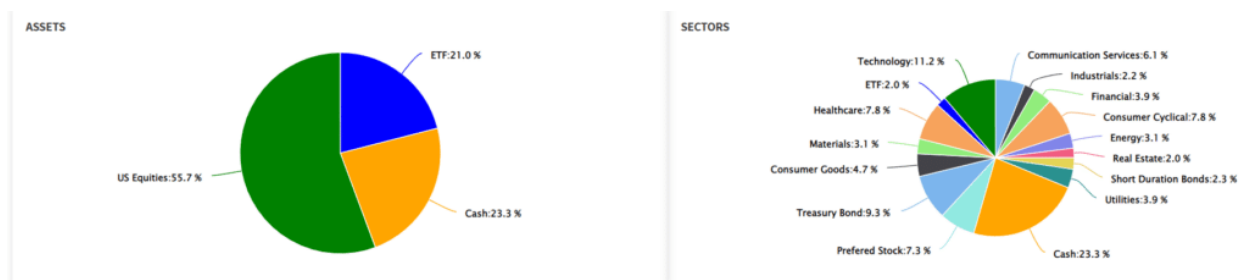 ASSETS
ETF:21.0 %
US Equities:55.7 %
Cash:23.3 %
SECTORS
Communication Services:6.1 %
Technology:11.2 %
Industrials:2.2 %
ETF:2.0 %
Financial:3.9 %
Healthcare:7.8 %
Consumer Cyclical:7.8 %
Energy:3.1 %
Materials:3.1 %
Real Estate:2.0 %
Consumer Goods:4.7 %
Short Duration Bonds:2.3 %
Utilities:3.9 %
Treasury Bond:9.3 %
Prefered Stock:7.3 %
Cash:23.3 %